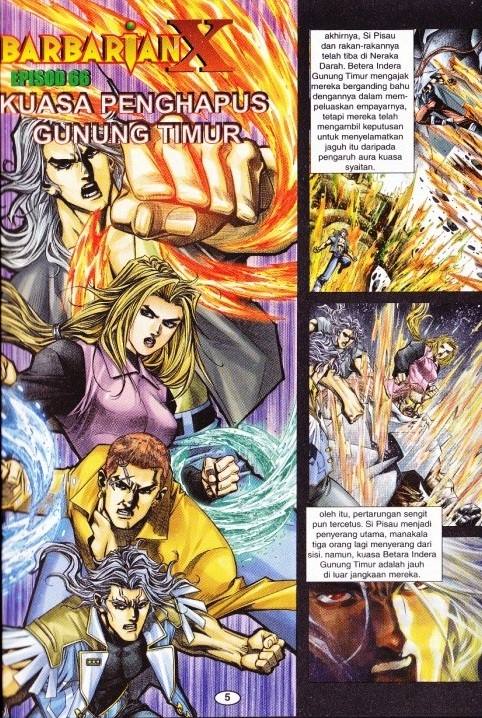 BARBARIAN X
EPISOD 66
KUASA PENGHAPUS
GUNUNG TIMUR
akhirnya, Si Pisau
dan rakan-rakannya
telah tiba di Neraka
Darah. Betera Indera
Gunung Timur mengajak
mereka berganding bahu
dengannya dalam mem-
peluaskan empayarnya,
tetapi mereka telah
mengambil keputusan
untuk menyelamatkan
jaguh itu daripada
pengaruh aura kuasa
syaitan.
oleh itu, pertarungan sengit
pun tercetus. Si Pisau menjadi
penyerang utama, manakala
tiga orang lagi menyerang dari
sisi. namun, kuasa Betara Indera
Gunung Timur adalah jauh
di luar jangkaan mereka.
5